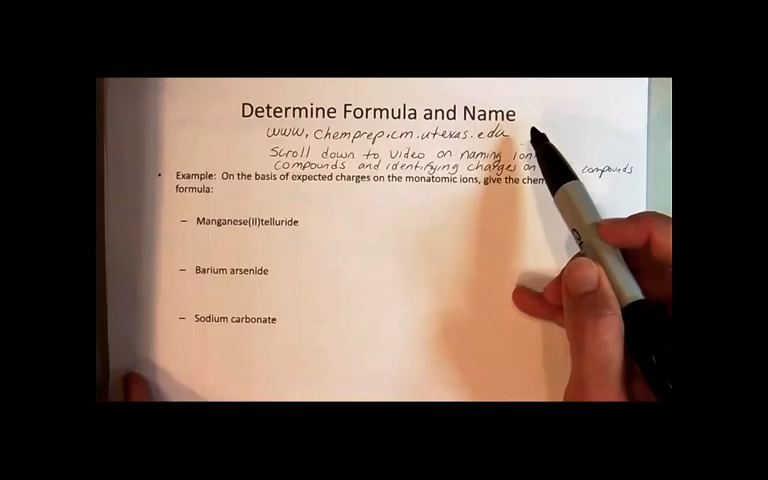 Determine Formula and Name
www.chemprep.cm.utexas.edu
Scroll down to video on naming
compounds and identifying charges on compounds
• Example: On the basis of expected charges on the monatomic ions, give the
formula:
– Manganese(II)telluride
– Barium arsenide
– Sodium carbonate